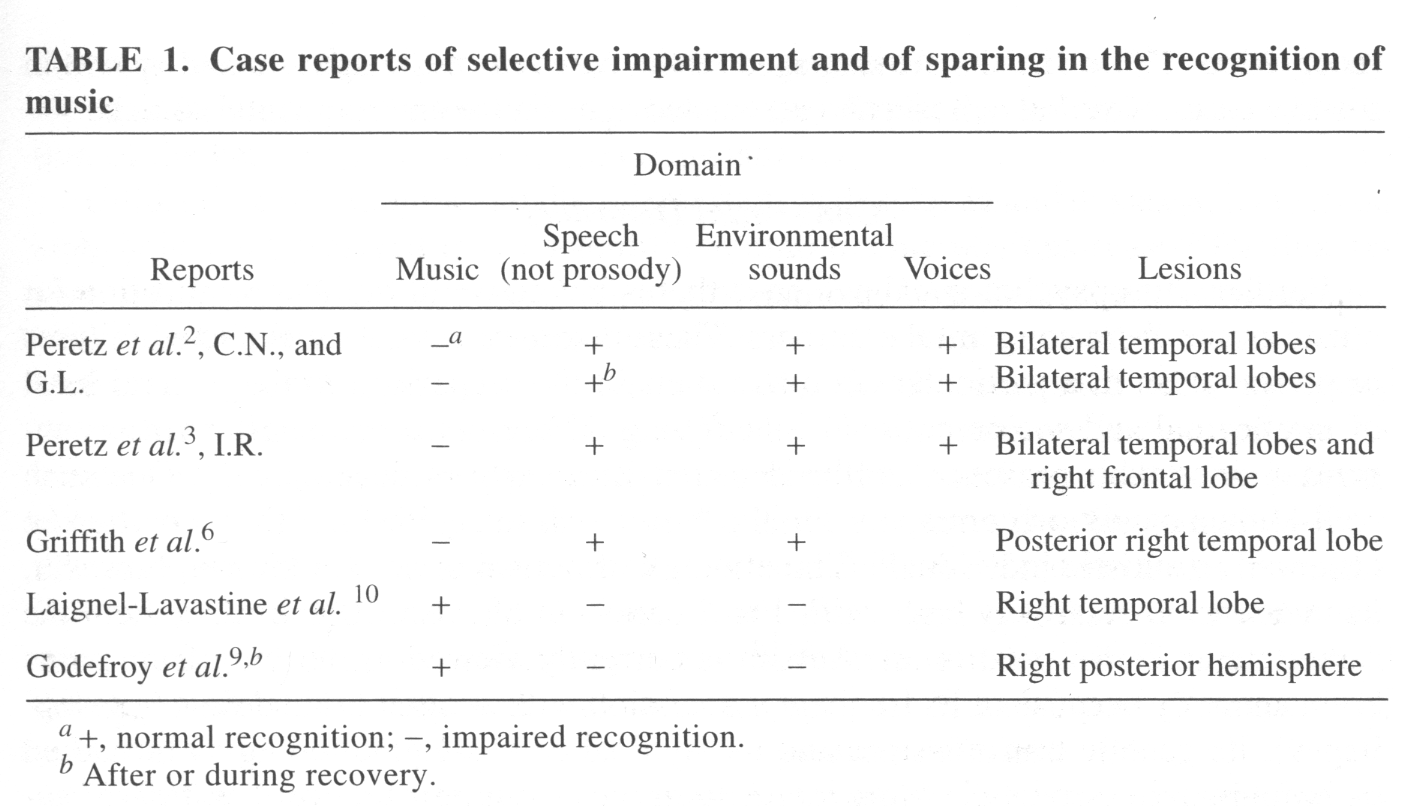 TABLE 1. Case reports of selective impairment and of sparing in the recognition of
music
Domain
Speech Environmental
Reports Music (not prosody) sounds Voices Lesions
Peretz et al.2, C.N., and –a + + + Bilateral temporal lobes
G.L. – +b + + Bilateral temporal lobes
Peretz et al.3, I.R. – + + + Bilateral temporal lobes and
right frontal lobe
Griffith et al.6 – + + Posterior right temporal lobe
Laignel-Lavastine et al. 10 + – – Right temporal lobe
Godefroy et al.9,b + – – Right posterior hemisphere
a +, normal recognition; –, impaired recognition.
b After or during recovery.